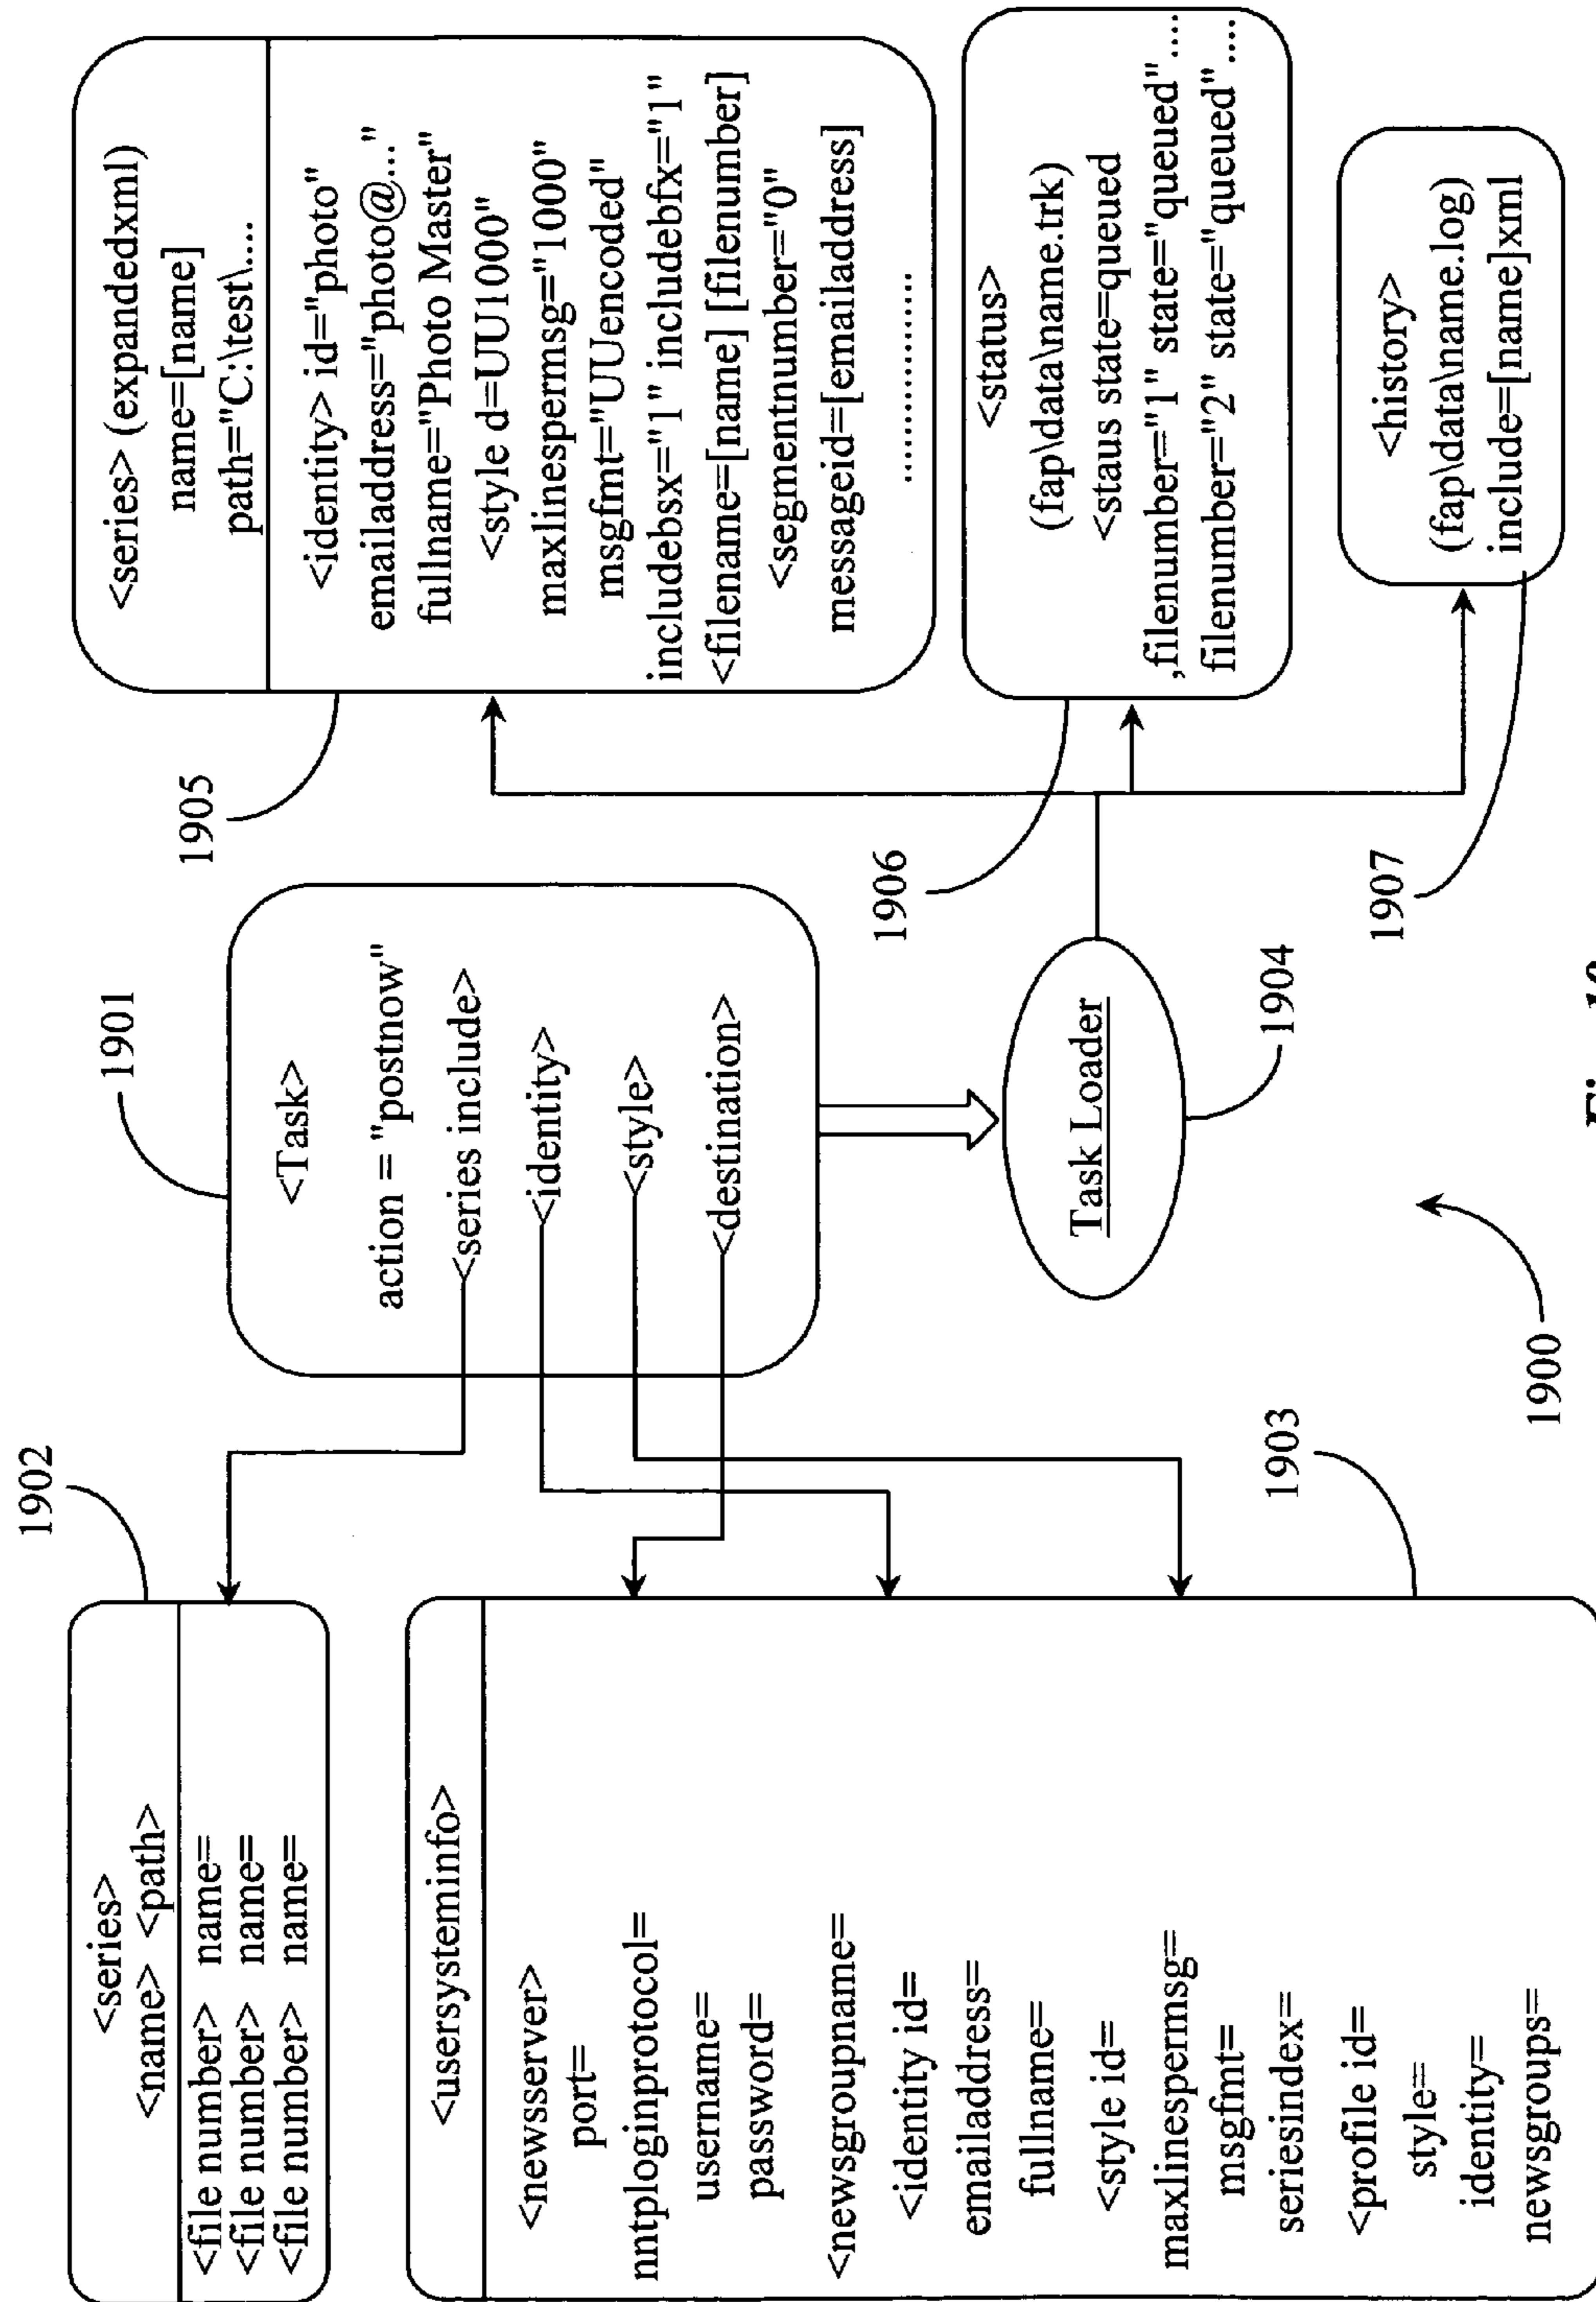 1902
<series>
<name> <path>
<file number> name=
<file number> name=
<file number> name=
<usersysteminfo>
<newsserver>
port=
nntploginprotocol=
username=
password=
<newsgroupname=
<identity id=
emailaddress=
fullname=
<style id=
maxlinespermsg=
msgfmt=
seriesindex=
<profile id=
style=
identity=
newsgroups=
1903
1901
<Task>
action = "postnow"
<series include>
<identity>
<style>
<destination>
Task Loader
1904
1900
1905
<series> (expandedxml)
name=[name]
path="C:\test\....
<identity> id="photo"
emailaddress="photo@..."
fullname="Photo Master"
<style d=UU1000"
maxlinespermsg="1000"
msgfmt="UUencoded"
includebsx="1" includebfx="1"
<filename=[name] [filenumber]
<segmentnumber="0"
messageid=[emailaddress]
..................
1906
<status>
(fap\data\name.trk)
<staus state=queued
,filenumber="1" state="queued"....
filenumber="2" state="queued"....
1907
<history>
(fap\data\name.log)
include=[name]xml